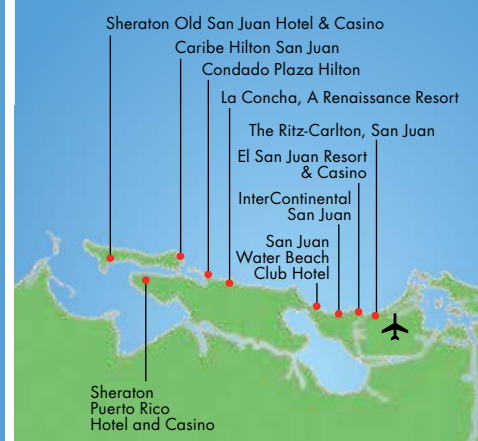 Sheraton Old San Juan Hotel & Casino
Caribe Hilton San Juan
Condado Plaza Hilton
La Concha, A Renaissance Resort
The Ritz-Carlton, San Juan
El San Juan Resort
& Casino
InterContinental
San Juan
San Juan
Water Beach
Club Hotel
Sheraton
Puerto Rico
Hotel and Casino